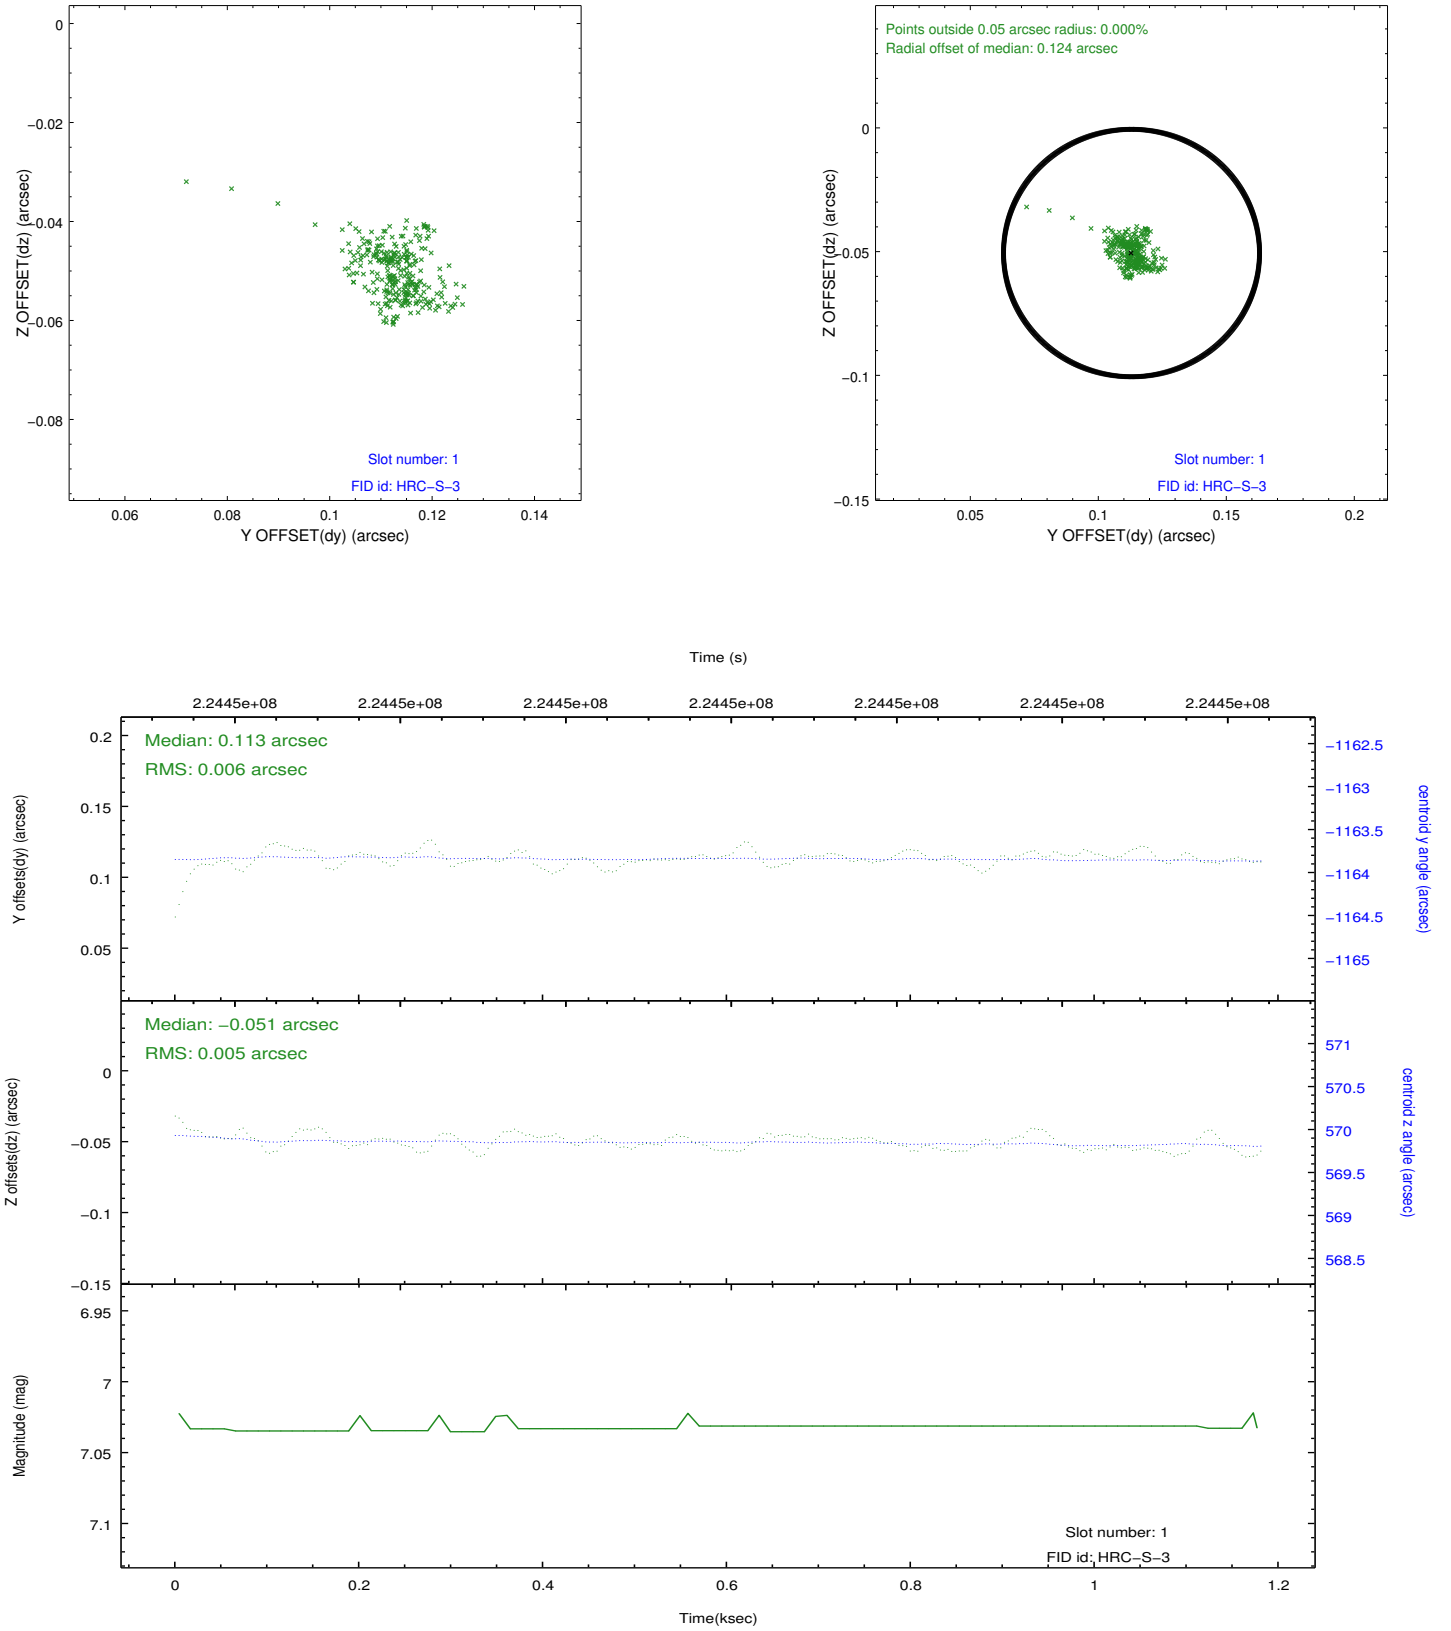 0
−0.02
−0.04
−0.06
−0.08
Z OFFSET(dz) (arcsec)
Slot number: 1
FID id: HRC−S−3
0.06
0.08
0.1
0.12
0.14
Y OFFSET(dy) (arcsec)
Points outside 0.05 arcsec radius: 0.000%
Radial offset of median: 0.124 arcsec
0
−0.05
−0.1
−0.15
Z OFFSET(dz) (arcsec)
Slot number: 1
FID id: HRC−S−3
0.05
0.1
0.15
0.2
Y OFFSET(dy) (arcsec)
Time (s)
2.2445e+08 2.2445e+08 2.2445e+08 2.2445e+08 2.2445e+08 2.2445e+08 2.2445e+08
Median: 0.113 arcsec
RMS: 0.006 arcsec
0.2
0.15
0.1
0.05
Y offsets(dy) (arcsec)
−1162.5
−1163
−1163.5
−1164
−1164.5
−1165
centroid y angle (arcsec)
Median: −0.051 arcsec
RMS: 0.005 arcsec
0
−0.05
−0.1
−0.15
Z offsets(dz) (arcsec)
571
570.5
570
569.5
569
568.5
centroid z angle (arcsec)
6.95
7
7.05
7.1
Magnitude (mag)
Slot number: 1
FID id: HRC−S−3
0 0.2 0.4 0.6 0.8 1 1.2
Time(ksec)